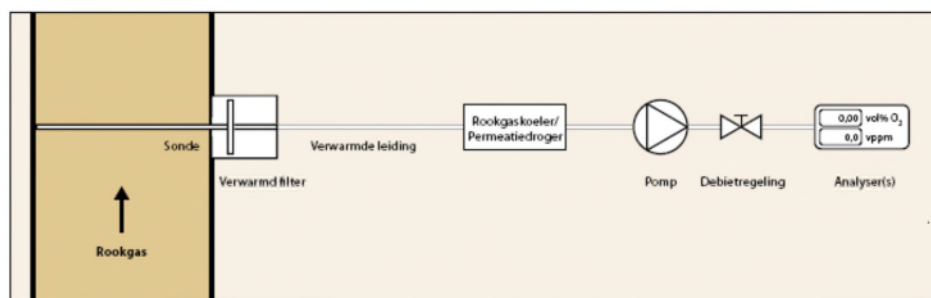 Rookgaskoeler/
Permeatiedroger
0,00 vol% O₂
0,0 vppm
Sonde
Verwarmde leiding
Verwarmd filter
Pomp
Debietregeling
Analyser(s)
Rookgas